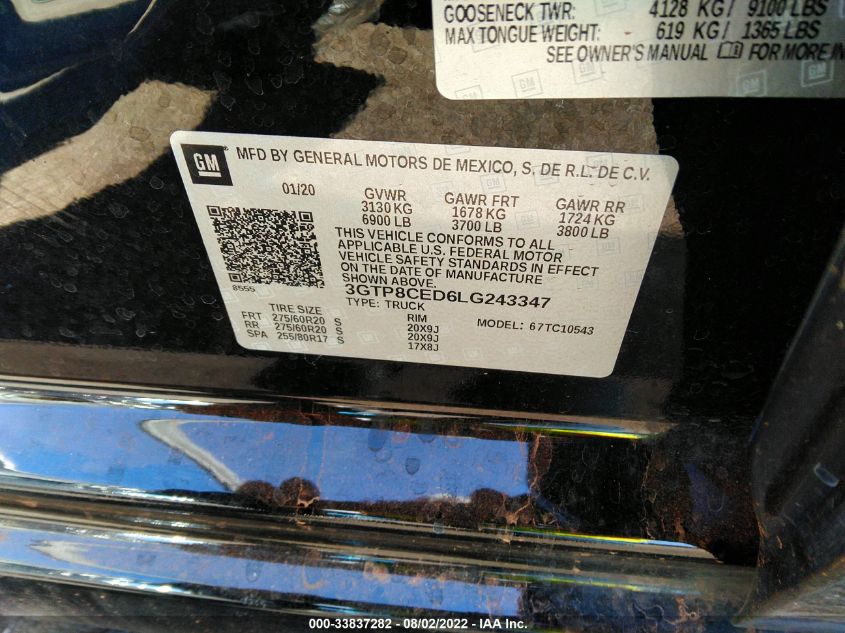 GOOSENECK TWR: 4128 KG/ 9100 LBS
MAX TONGUE WEIGHT: 619 KG/ 1365 LBS
SEE OWNER'S MANUAL FOR MORE IN
GM MFD BY GENERAL MOTORS DE MEXICO, S. DE R.L. DE C.V.
01/20 GVWR GAWR FRT GAWR RR
3130 KG 1678 KG 1724 KG
6900 LB 3700 LB 3800 LB
THIS VEHICLE CONFORMS TO ALL
APPLICABLE U.S. FEDERAL MOTOR
VEHICLE SAFETY STANDARDS IN EFFECT
ON THE DATE OF MANUFACTURE
SHOWN ABOVE.
8555
3GTP8CED6LG243347
TYPE: TRUCK
TIRE SIZE RIM MODEL: 67TC10543
FRT 275/60R20 S 20X9J
RR 275/60R20 S 20X9J
SPA 255/80R17 S 17X8J
000-33837282 - 08/02/2022 - IAA Inc.